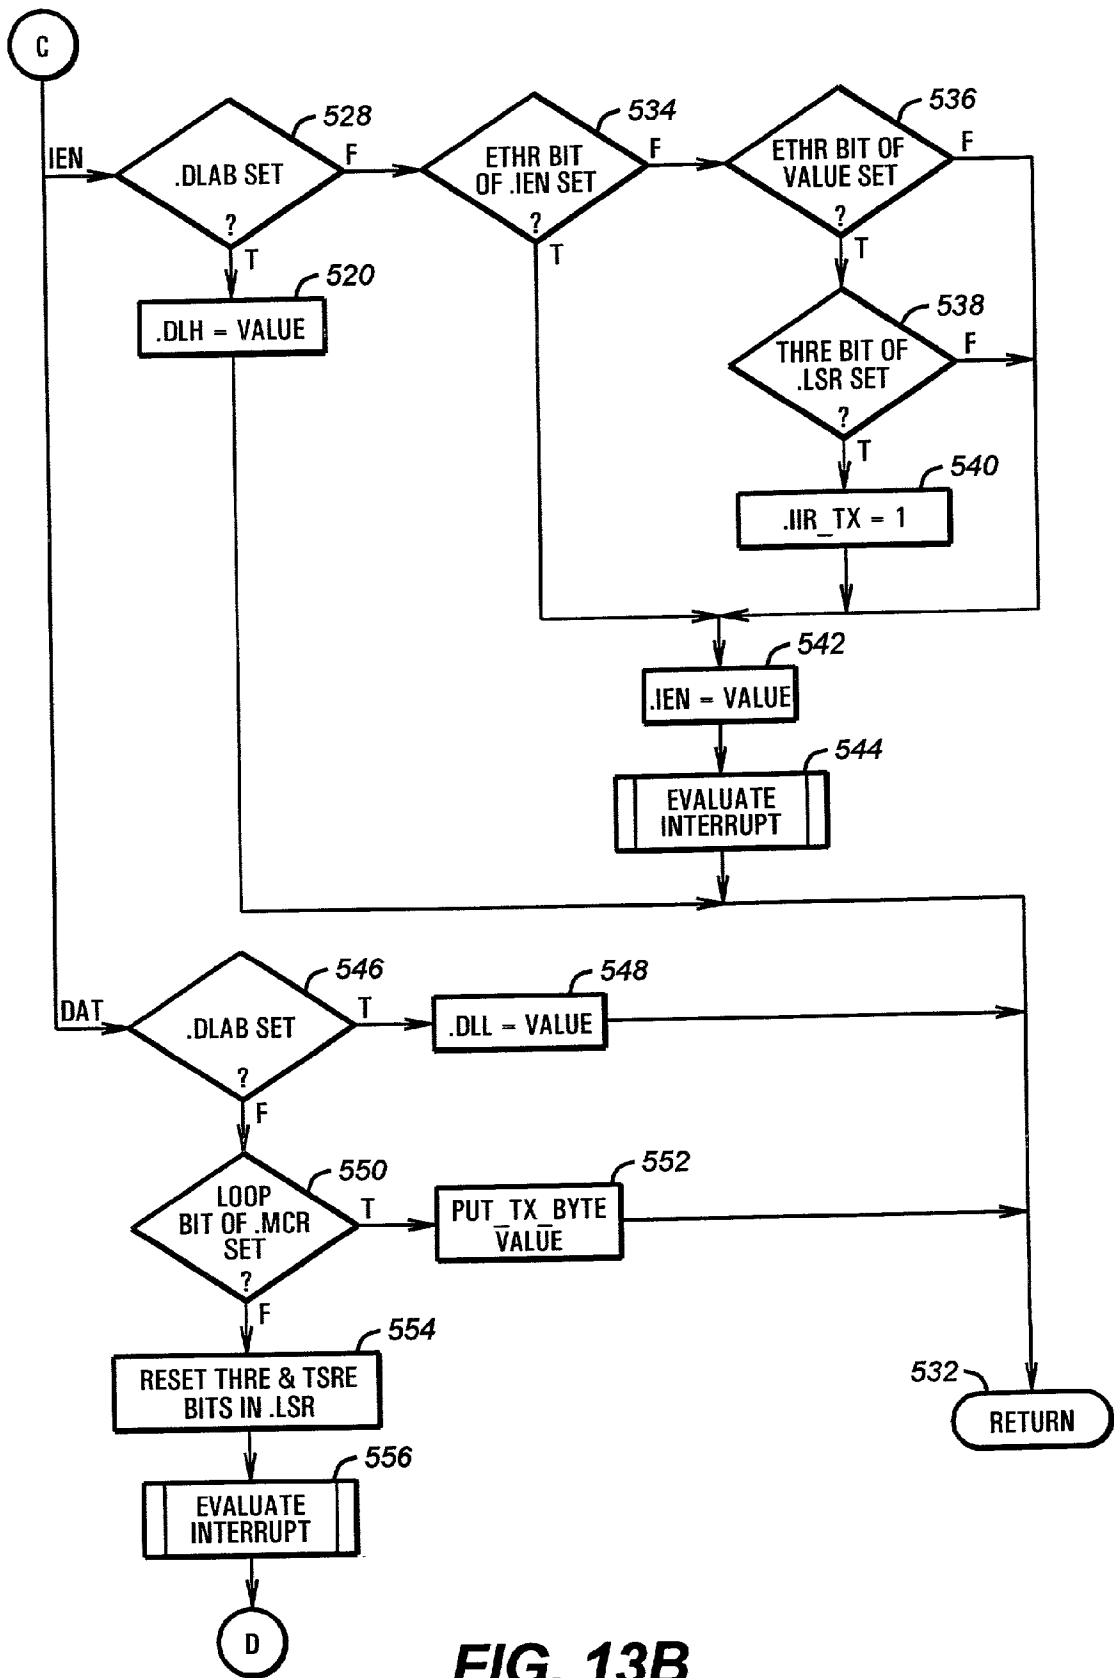 C
528
534
536
IEN
.DLAB SET
?
F
T
ETHR BIT
OF .IEN SET
?
F
T
ETHR BIT OF
VALUE SET
?
F
T
520
.DLH = VALUE
538
THRE BIT OF
.LSR SET
?
F
T
540
.IIR_TX = 1
542
.IEN = VALUE
544
EVALUATE
INTERRUPT
546
DAT
.DLAB SET
?
T
F
548
.DLL = VALUE
550
LOOP
BIT OF .MCR
SET
?
T
F
552
PUT_TX_BYTE
_VALUE
554
RESET THRE & TSRE
BITS IN .LSR
532
RETURN
556
EVALUATE
INTERRUPT
D
FIG. 13B